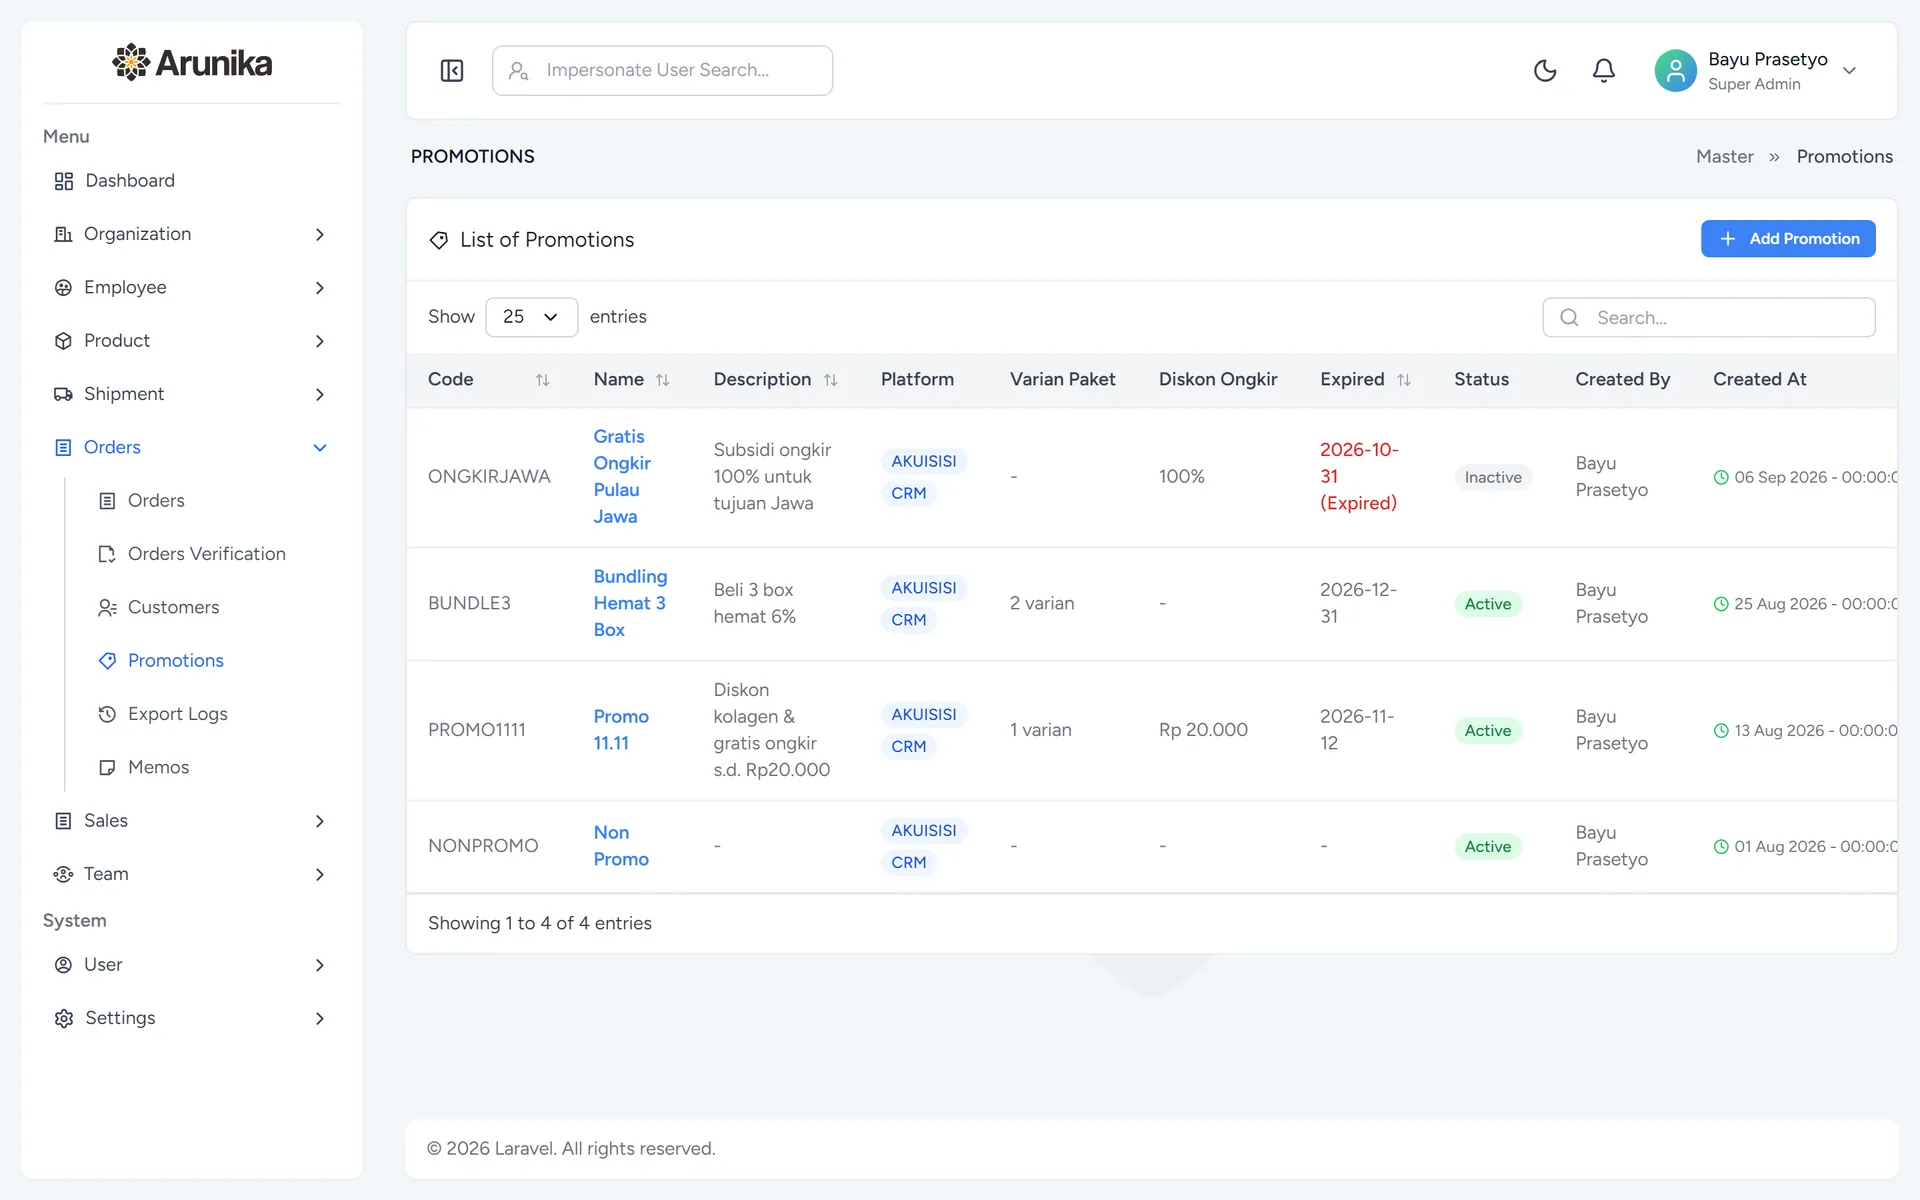 Arunika
Impersonate User Search...
Bayu Prasetyo
Super Admin
Menu
Dashboard
Organization
Employee
Product
Shipment
Orders
Orders
Orders Verification
Customers
Promotions
Export Logs
Memos
Sales
Team
System
User
Settings
PROMOTIONS
Master » Promotions
List of Promotions
Add Promotion
Show 25 entries
Search...
Code Name Description Platform Varian Paket Diskon Ongkir Expired Status Created By Created At
ONGKIRJAWA
Gratis
Ongkir
Pulau
Jawa
Subsidi ongkir
100% untuk
tujuan Jawa
AKUISISI
CRM
-
100%
2026-10-
31
(Expired)
Inactive
Bayu
Prasetyo
06 Sep 2026 - 00:00:0
BUNDLE3
Bundling
Hemat 3
Box
Beli 3 box
hemat 6%
AKUISISI
CRM
2 varian
-
2026-12-
31
Active
Bayu
Prasetyo
25 Aug 2026 - 00:00:0
PROMO1111
Promo
11.11
Diskon
kolagen &
gratis ongkir
s.d. Rp20.000
AKUISISI
CRM
1 varian
Rp 20.000
2026-11-
12
Active
Bayu
Prasetyo
13 Aug 2026 - 00:00:0
NONPROMO
Non
Promo
-
AKUISISI
CRM
-
-
-
Active
Bayu
Prasetyo
01 Aug 2026 - 00:00:0
Showing 1 to 4 of 4 entries
© 2026 Laravel. All rights reserved.